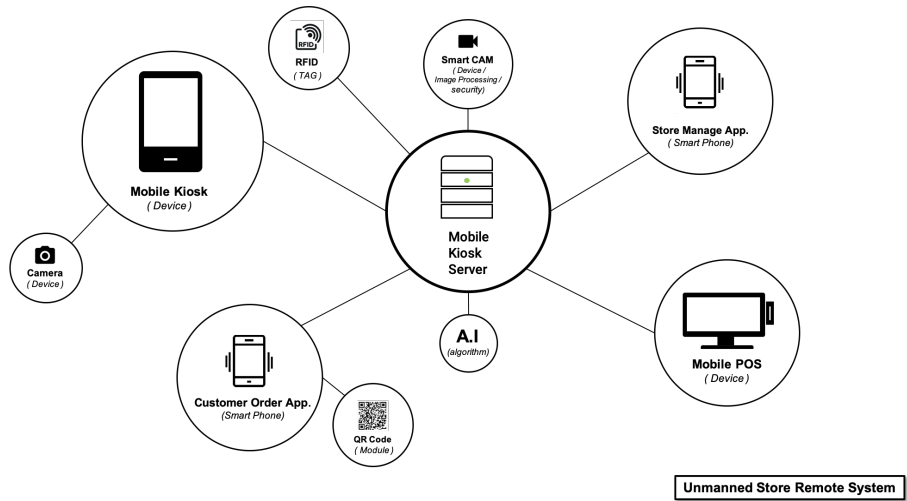 RFID
RFID
( TAG )
Smart CAM
( Device /
Image Processing /
security)
Store Manage App.
( Smart Phone)
Mobile Kiosk
( Device )
Mobile
Kiosk
Server
Camera
( Device )
A.I
(algorithm)
Mobile POS
( Device )
Customer Order App.
(Smart Phone)
QR Code
( Module )
Unmanned Store Remote System